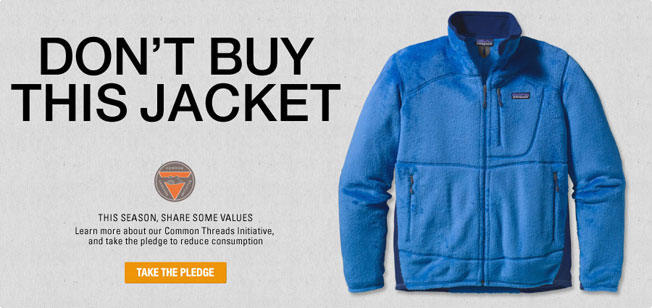 DON'T BUY
THIS JACKET
THIS SEASON, SHARE SOME VALUES
Learn more about our Common Threads Initiative,
and take the pledge to reduce consumption
TAKE THE PLEDGE
patagonia